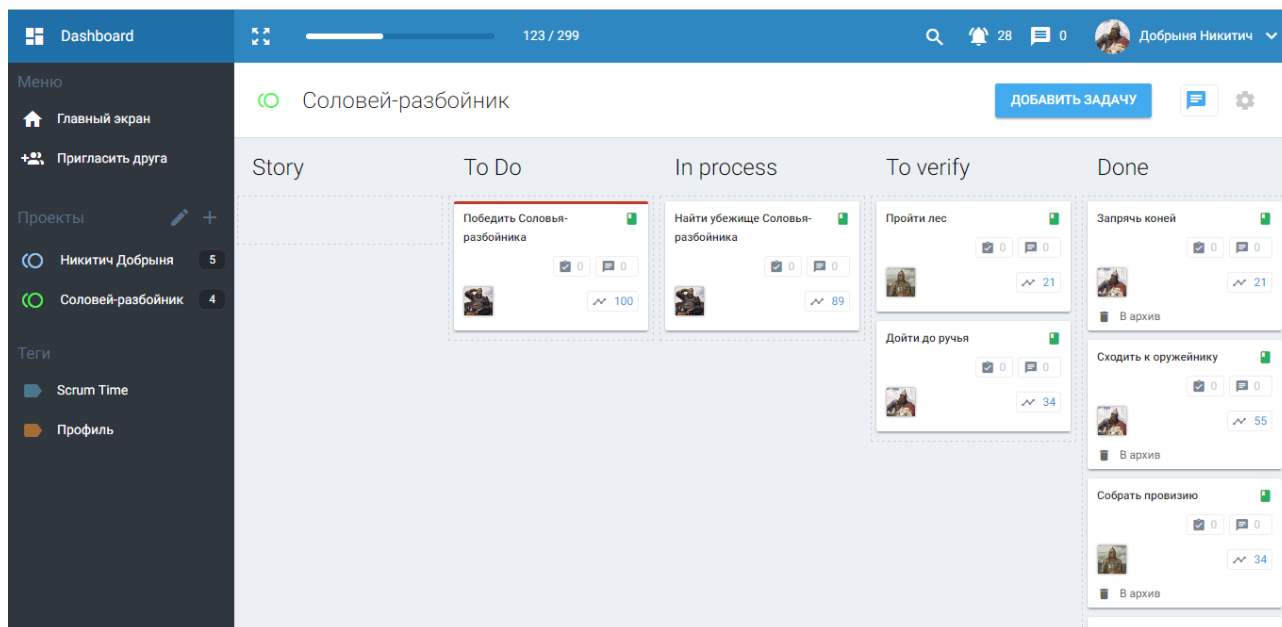 Dashboard
123 / 299
28
0
Добрыня Никитич
Меню
Главный экран
Пригласить друга
Проекты
Никитич Добрыня 5
Соловей-разбойник 4
Теги
Scrum Time
Профиль
Соловей-разбойник
ДОБАВИТЬ ЗАДАЧУ
Story
To Do
Победить Соловья-
разбойника
0 0
100
In process
Найти убежище Соловья-
разбойника
0 0
89
To verify
Пройти лес
0 0
21
Дойти до ручья
0 0
34
Done
Запрячь коней
0 0
21
В архив
Сходить к оружейнику
0 0
55
В архив
Собрать провизию
0 0
34
В архив